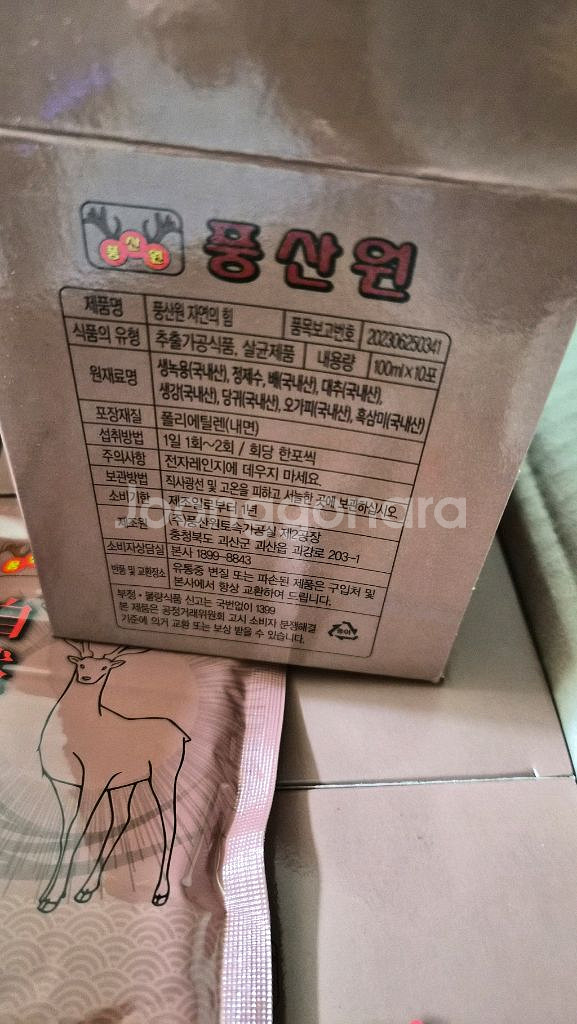 풍산원
풍산원
제품명 풍산원 자연의 힘 품목보고번호 202306250341
식품의 유형 추출가공식품, 살균제품 내용량 100ml×10포
원재료명 생녹용(국내산), 정제수, 배(국내산), 대추(국내산),
생강(국내산), 당귀(국내산), 오가피(국내산), 흑삼미(국내산)
포장재질 폴리에틸렌(내면)
섭취방법 1일 1회~2회 / 회당 한포씩
주의사항 전자레인지에 데우지 마세요
보관방법 직사광선 및 고온을 피하고 서늘한 곳에 보관하십시오
소비기한 제조일로부터 1년
제조원 (주)풍산원토속가공실 제2공장
충청북도 괴산군 괴산읍 괴강로 203-1
소비자상담실 본사 1899-8843
반품 및 교환장소 유통중 변질 또는 파손된 제품은 구입처 및
본사에서 항상 교환하여 드립니다.
부정·불량식품 신고는 국번없이 1399
본 제품은 공정거래위원회 고시 소비자 분쟁해결
기준에 의거 교환 또는 보상 받을 수 있습니다.
종이
Joonggonara